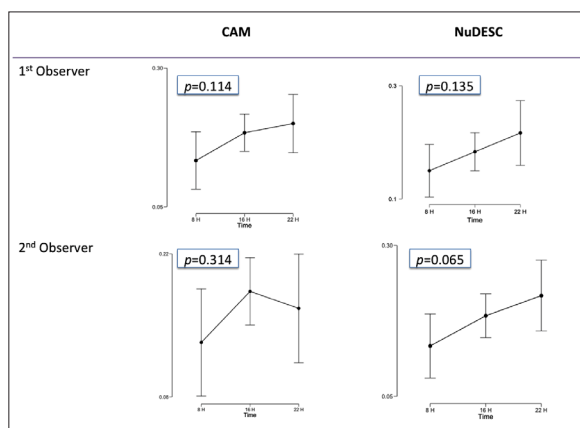 CAM NuDESC
1st Observer
0.30
p=0.114
0.05
8 H 16 H 22 H
Time
0.3
p=0.135
0.1
8 H 16 H 22 H
Time
2nd Observer
0.22
p=0.314
0.08
8 H 16 H 22 H
Time
0.30
p=0.065
0.05
8 H 16 H 22 H
Time